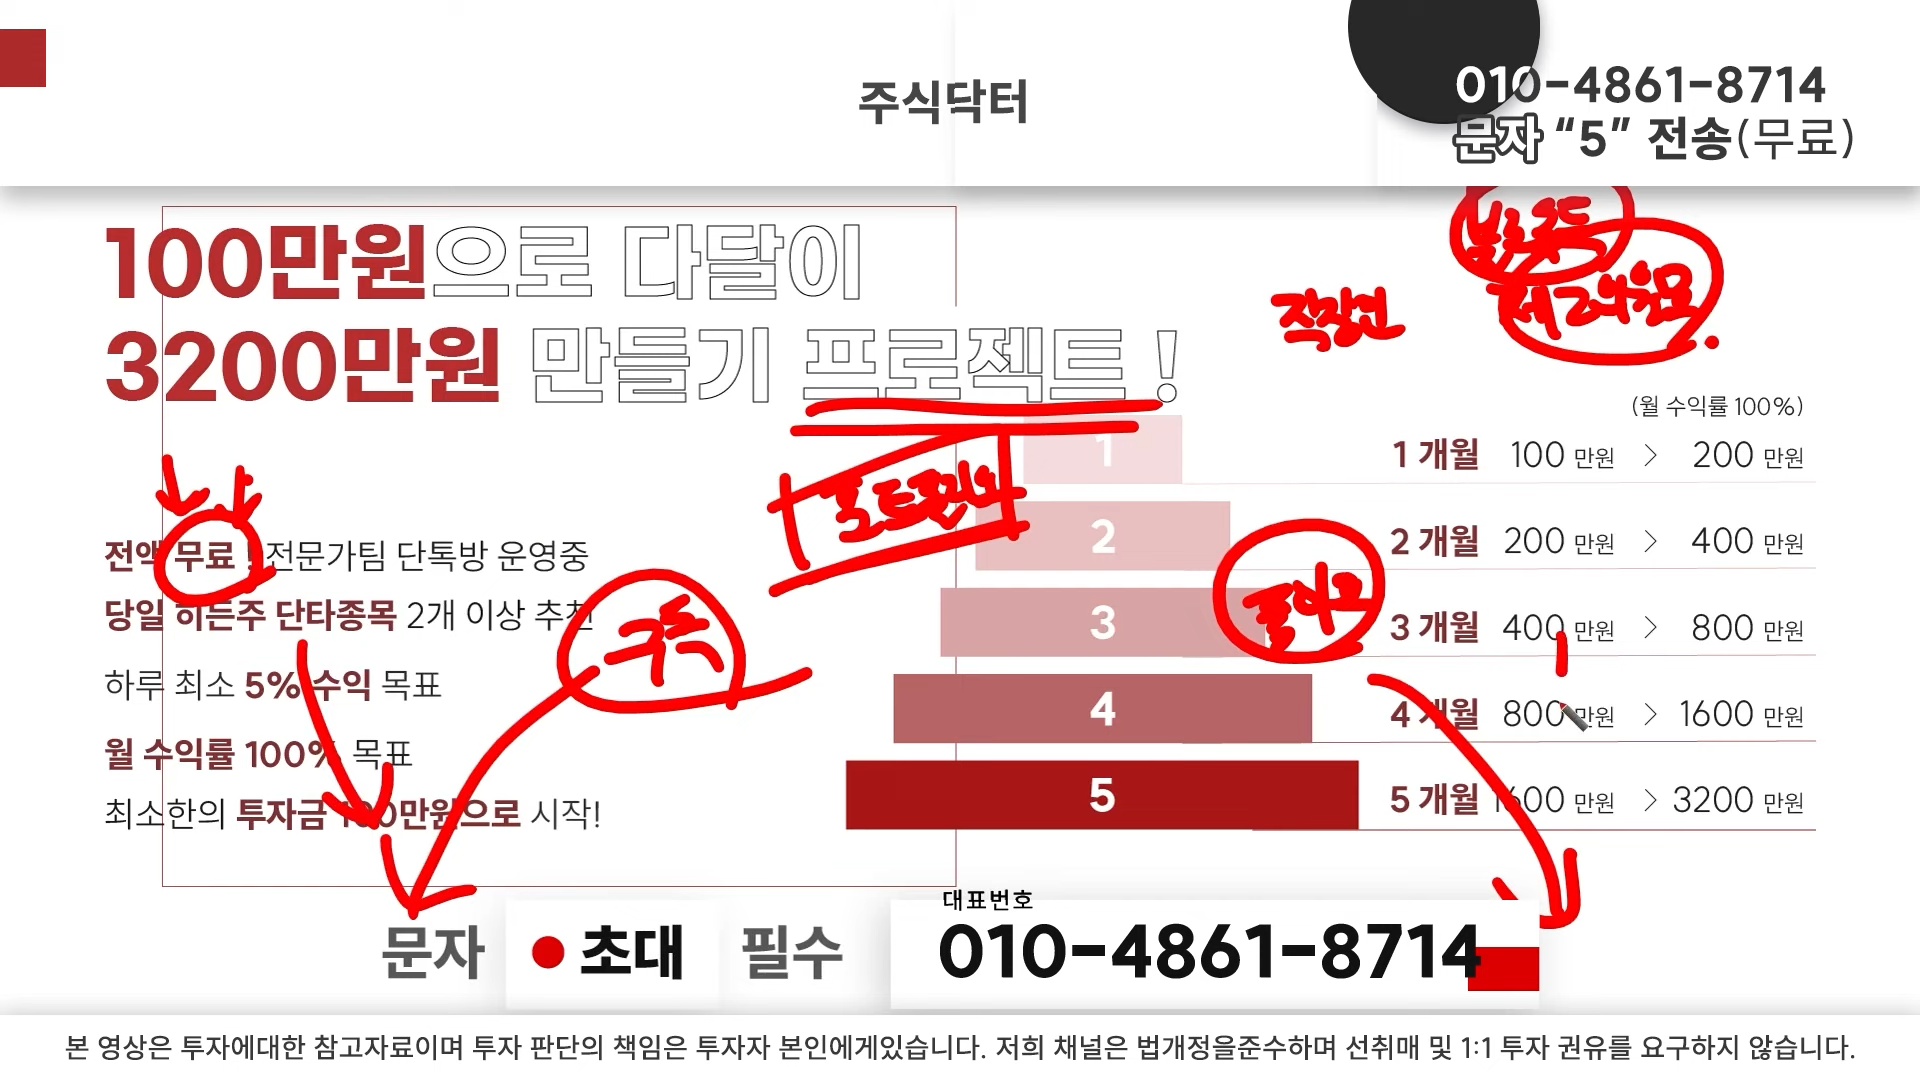 주식닥터
010-4861-8714
문자 “5” 전송(무료)
100만원으로 다달이
3200만원 만들기 프로젝트 !
직장인
(월 수익률 100%)
전액 무료 ! 전문가팀 단톡방 운영중
당일 히든주 단타종목 2개 이상 추천
하루 최소 5% 수익 목표
월 수익률 100% 목표
최소한의 투자금 100만원으로 시작!
구독
좋아요
1
2
3
4
5
1 개월 100 만원 > 200 만원
2 개월 200 만원 > 400 만원
3 개월 400 만원 > 800 만원
4 개월 800 만원 > 1600 만원
5 개월 1600 만원 > 3200 만원
대표번호
문자 초대 필수 010-4861-8714
본 영상은 투자에대한 참고자료이며 투자 판단의 책임은 투자자 본인에게있습니다. 저희 채널은 법개정을준수하며 선취매 및 1:1 투자 권유를 요구하지 않습니다.